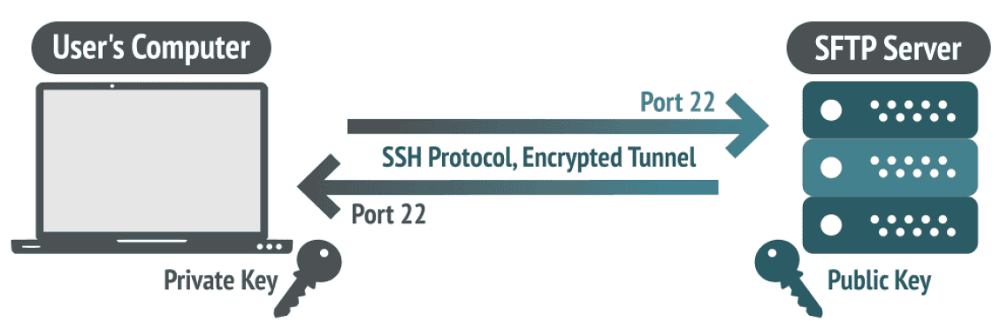 User's Computer
SFTP Server
Port 22
SSH Protocol, Encrypted Tunnel
Port 22
Private Key
Public Key